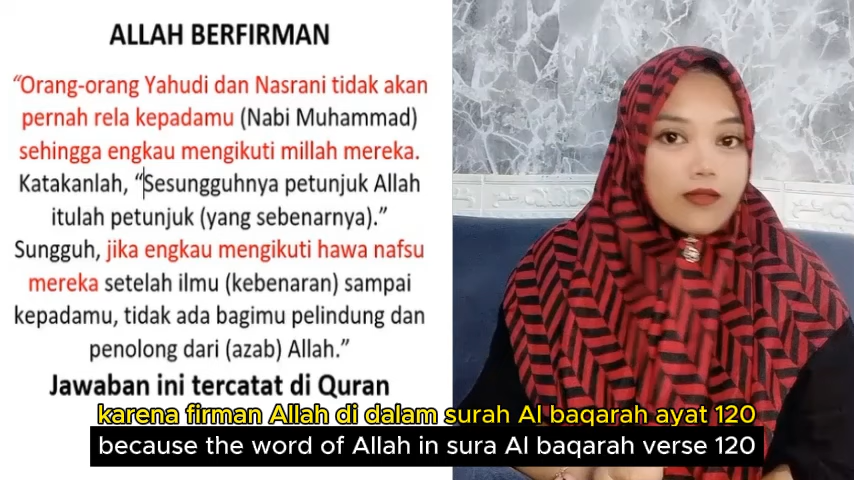 ALLAH BERFIRMAN
“Orang-orang Yahudi dan Nasrani tidak akan
pernah rela kepadamu (Nabi Muhammad)
sehingga engkau mengikuti millah mereka.
Katakanlah, “Sesungguhnya petunjuk Allah
itulah petunjuk (yang sebenarnya).”
Sungguh, jika engkau mengikuti hawa nafsu
mereka setelah ilmu (kebenaran) sampai
kepadamu, tidak ada bagimu pelindung dan
penolong dari (azab) Allah.”
Jawaban ini tercatat di Quran
karena firman Allah di dalam surah Al baqarah ayat 120
because the word of Allah in sura Al baqarah verse 120